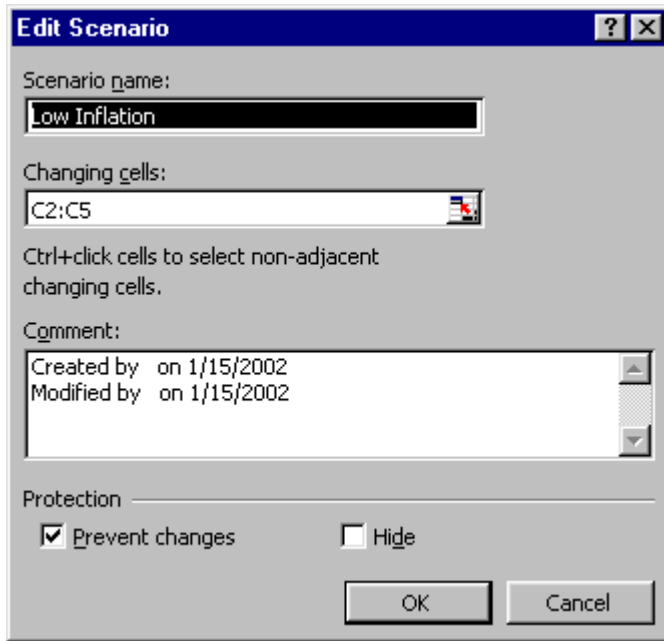 Edit Scenario
Scenario name:
Low Inflation
Changing cells:
C2:C5
Ctrl+click cells to select non-adjacent
changing cells.
Comment:
Created by   on 1/15/2002
Modified by   on 1/15/2002
Protection
Prevent changes
Hide
OK
Cancel